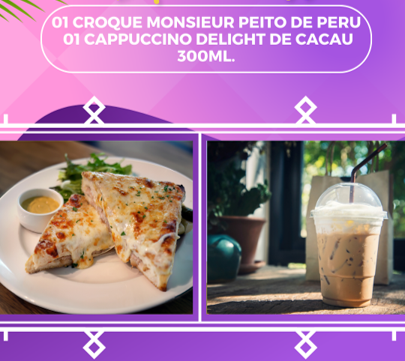 01 CROQUE MONSIEUR PEITO DE PERU
01 CAPPUCCINO DELIGHT DE CACAU
300ML.